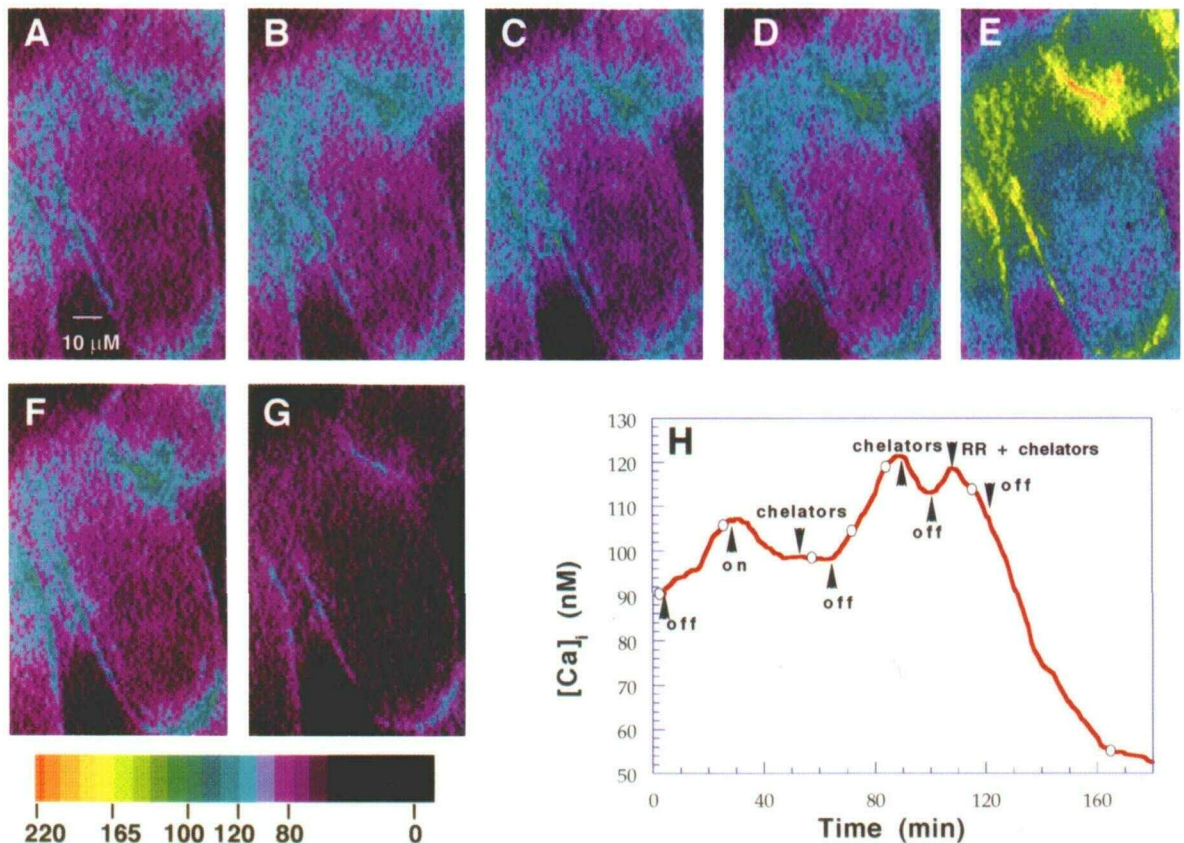 A
B
C
D
E
10 µM
F
G
220 165 100 120 80 0
H
130
120
110
100
90
80
70
60
50
chelators
RR + chelators
off
chelators
off
on
off
off
[Ca]i (nM)
0 40 80 120 160
Time (min)